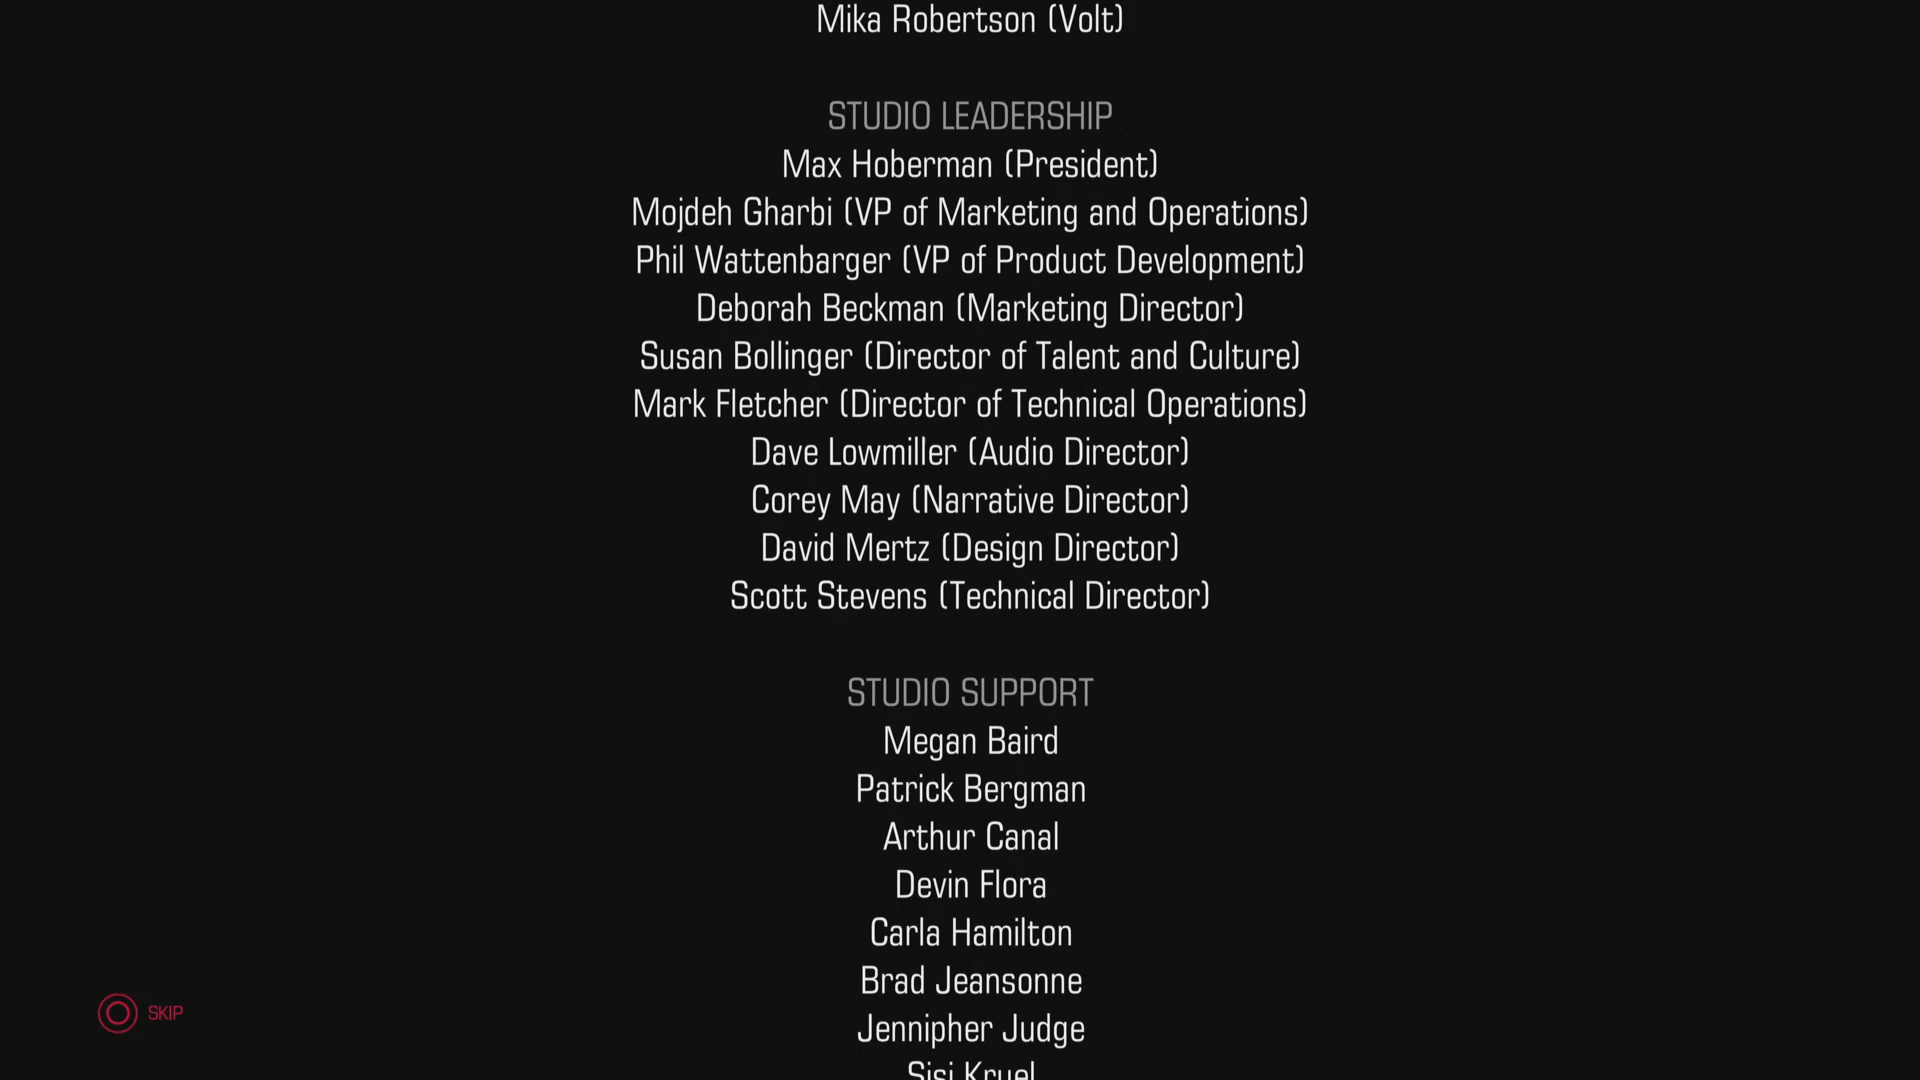 Mika Robertson (Volt)
STUDIO LEADERSHIP
Max Hoberman (President)
Mojdeh Gharbi (VP of Marketing and Operations)
Phil Wattenbarger (VP of Product Development)
Deborah Beckman (Marketing Director)
Susan Bollinger (Director of Talent and Culture)
Mark Fletcher (Director of Technical Operations)
Dave Lowmiller (Audio Director)
Corey May (Narrative Director)
David Mertz (Design Director)
Scott Stevens (Technical Director)
STUDIO SUPPORT
Megan Baird
Patrick Bergman
Arthur Canal
Devin Flora
Carla Hamilton
Brad Jeansonne
Jennipher Judge
Sisi Kruel
SKIP